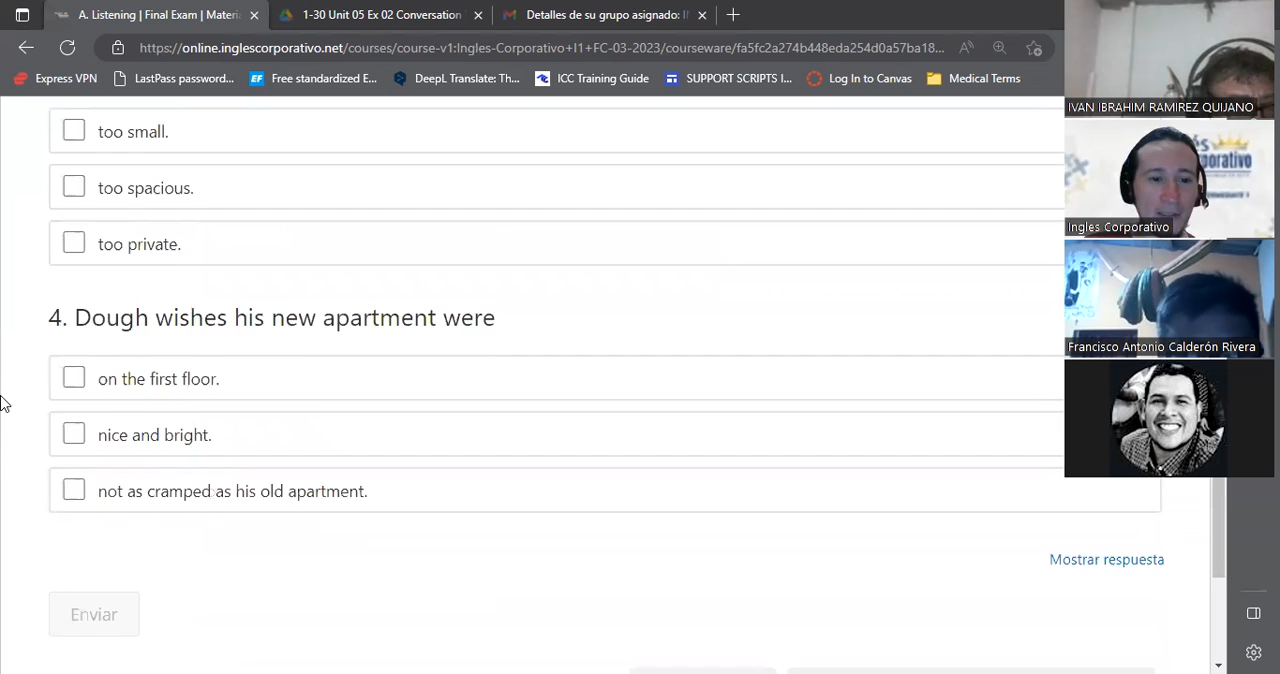 A. Listening | Final Exam | Materia
1-30 Unit 05 Ex 02 Conversation
Detalles de su grupo asignado: I
https://online.inglescorporativo.net/courses/course-v1:Ingles-Corporativo+I1+FC-03-2023/courseware/fa5fc2a274b448eda254d0a57ba18...
Express VPN
LastPass password...
EF Free standardized E...
DeepL Translate: Th...
ICC Training Guide
SUPPORT SCRIPTS I...
Log In to Canvas
Medical Terms
too small.
too spacious.
too private.
4. Dough wishes his new apartment were
on the first floor.
nice and bright.
not as cramped as his old apartment.
Mostrar respuesta
Enviar
IVAN IBRAHIM RAMIREZ QUIJANO
Ingles Corporativo
Francisco Antonio Calderón Rivera